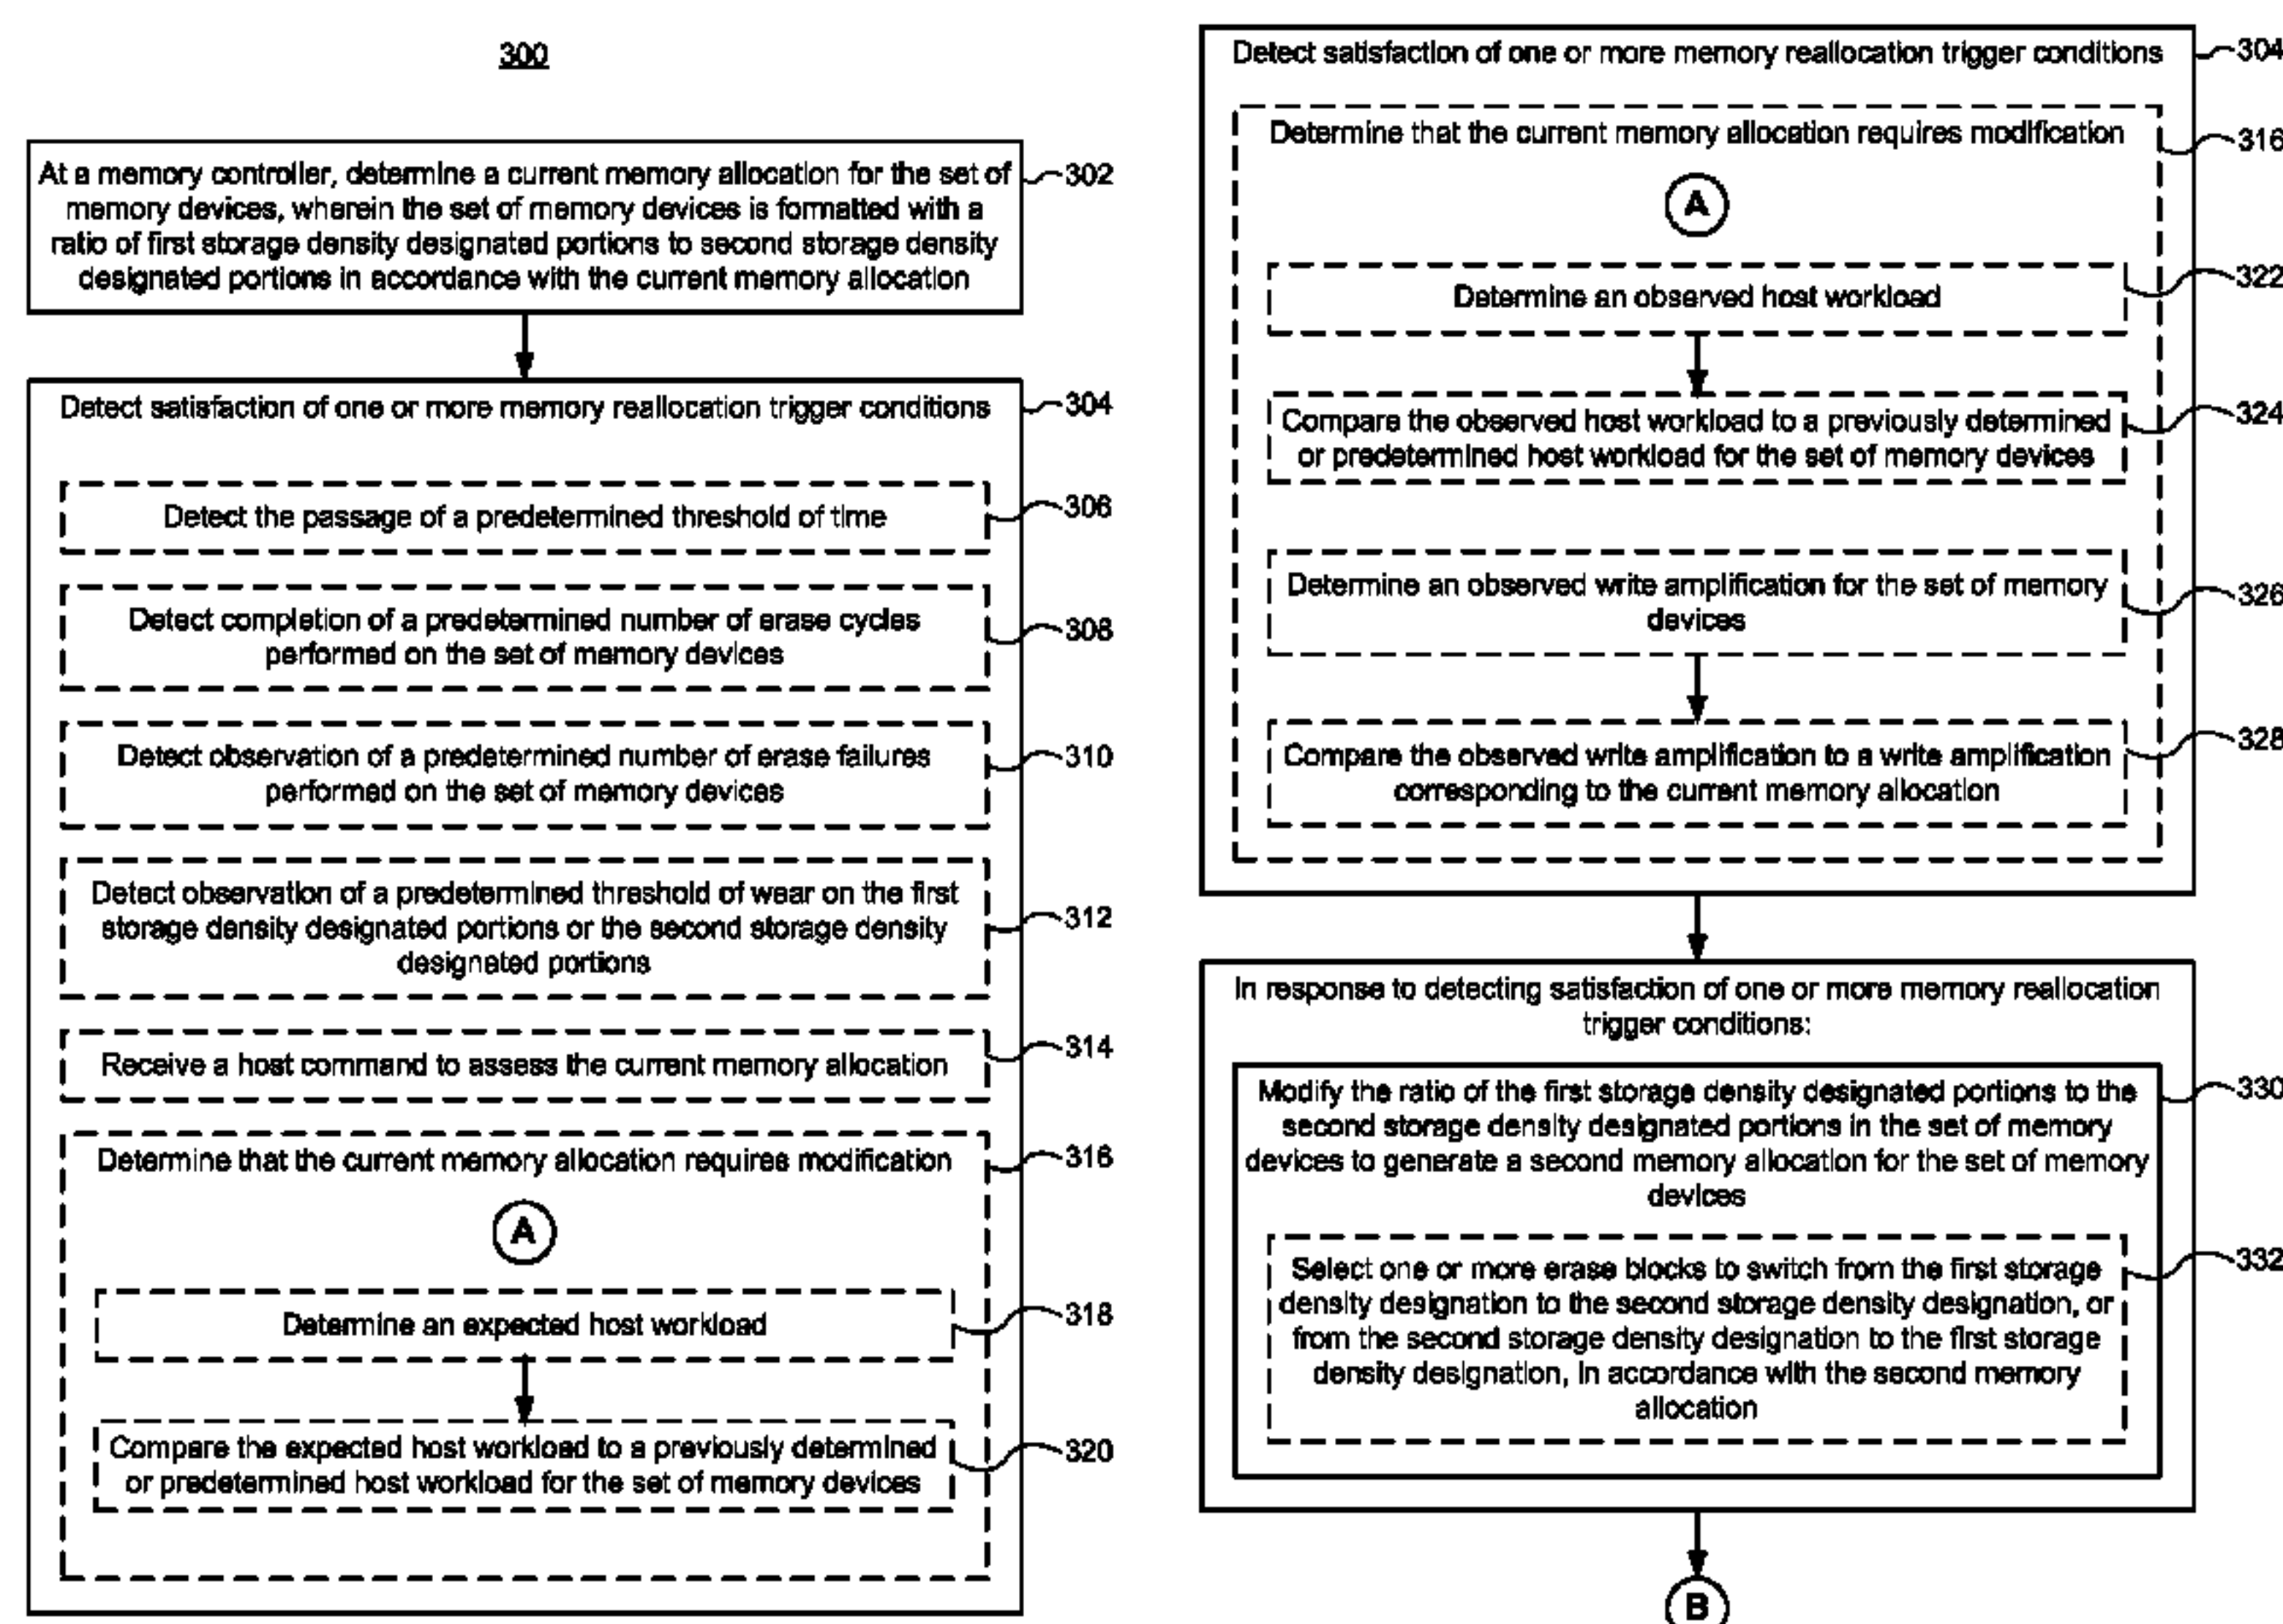 300
At a memory controller, determine a current memory allocation for the set of
memory devices, wherein the set of memory devices is formatted with a
ratio of first storage density designated portions to second storage density
designated portions in accordance with the current memory allocation
302
Detect satisfaction of one or more memory reallocation trigger conditions
304
Detect the passage of a predetermined threshold of time
306
Detect completion of a predetermined number of erase cycles
performed on the set of memory devices
308
Detect observation of a predetermined number of erase failures
performed on the set of memory devices
310
Detect observation of a predetermined threshold of wear on the first
storage density designated portions or the second storage density
designated portions
312
Receive a host command to assess the current memory allocation
314
Determine that the current memory allocation requires modification
316
A
Determine an expected host workload
318
Compare the expected host workload to a previously determined
or predetermined host workload for the set of memory devices
320
Detect satisfaction of one or more memory reallocation trigger conditions
304
Determine that the current memory allocation requires modification
316
A
Determine an observed host workload
322
Compare the observed host workload to a previously determined
or predetermined host workload for the set of memory devices
324
Determine an observed write amplification for the set of memory
devices
326
Compare the observed write amplification to a write amplification
corresponding to the current memory allocation
328
In response to detecting satisfaction of one or more memory reallocation
trigger conditions:
Modify the ratio of the first storage density designated portions to the
second storage density designated portions in the set of memory
devices to generate a second memory allocation for the set of memory
devices
330
Select one or more erase blocks to switch from the first storage
density designation to the second storage density designation, or
from the second storage density designation to the first storage
density designation, in accordance with the second memory
allocation
332
B